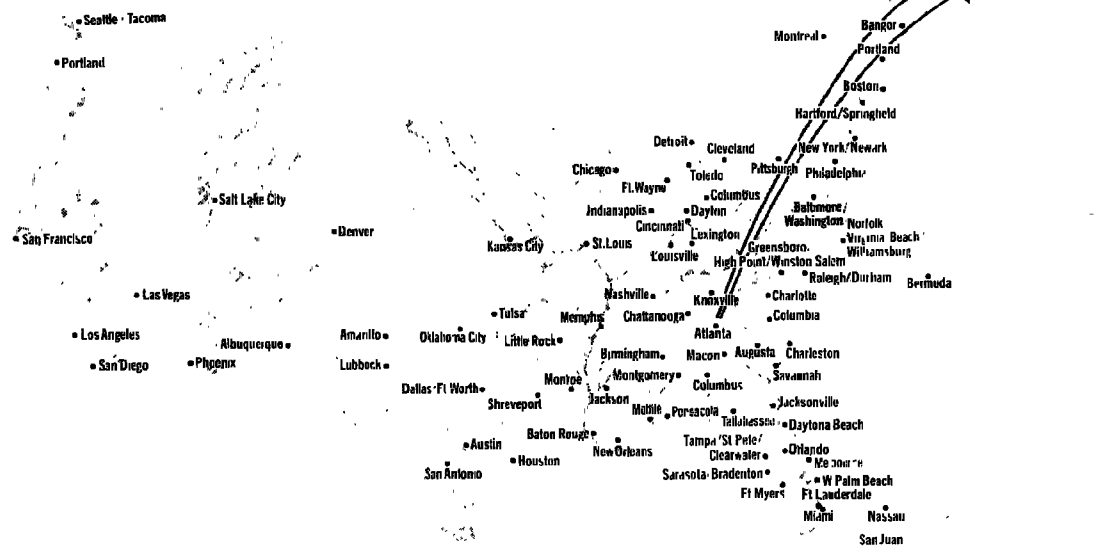 Seattle · Tacoma
Bangor
Montreal
Portland
Portland
Boston
Hartford/Springfield
Detroit
Cleveland
New York/Newark
Chicago
Toledo
Pittsburgh
Philadelphia
Ft. Wayne
Columbus
Salt Lake City
Indianapolis
Dayton
Baltimore/
Washington
Cincinnati
Norfolk
Denver
Lexington
Virginia Beach
San Francisco
Kansas City
St. Louis
Greensboro.
Williamsburg
Louisville
High Point/Winston Salem
Raleigh/Durham
Bermuda
Las Vegas
Nashville
Knoxville
Charlotte
Tulsa
Memphis
Chattanooga
Columbia
Los Angeles
Amarillo
Oklahoma City
Little Rock
Atlanta
Albuquerque
Birmingham
Macon
Augusta
Charleston
San Diego
Phoenix
Lubbock
Montgomery
Savannah
Monroe
Columbus
Dallas · Ft Worth
Jackson
Shreveport
Mobile
Pensacola
Jacksonville
Tallahassee
Daytona Beach
Baton Rouge
Tampa/St Pete/
Clearwater
Austin
New Orleans
Orlando
Houston
Melbourne
San Antonio
Sarasota · Bradenton
W Palm Beach
Ft Myers
Ft Lauderdale
Miami
Nassau
San Juan